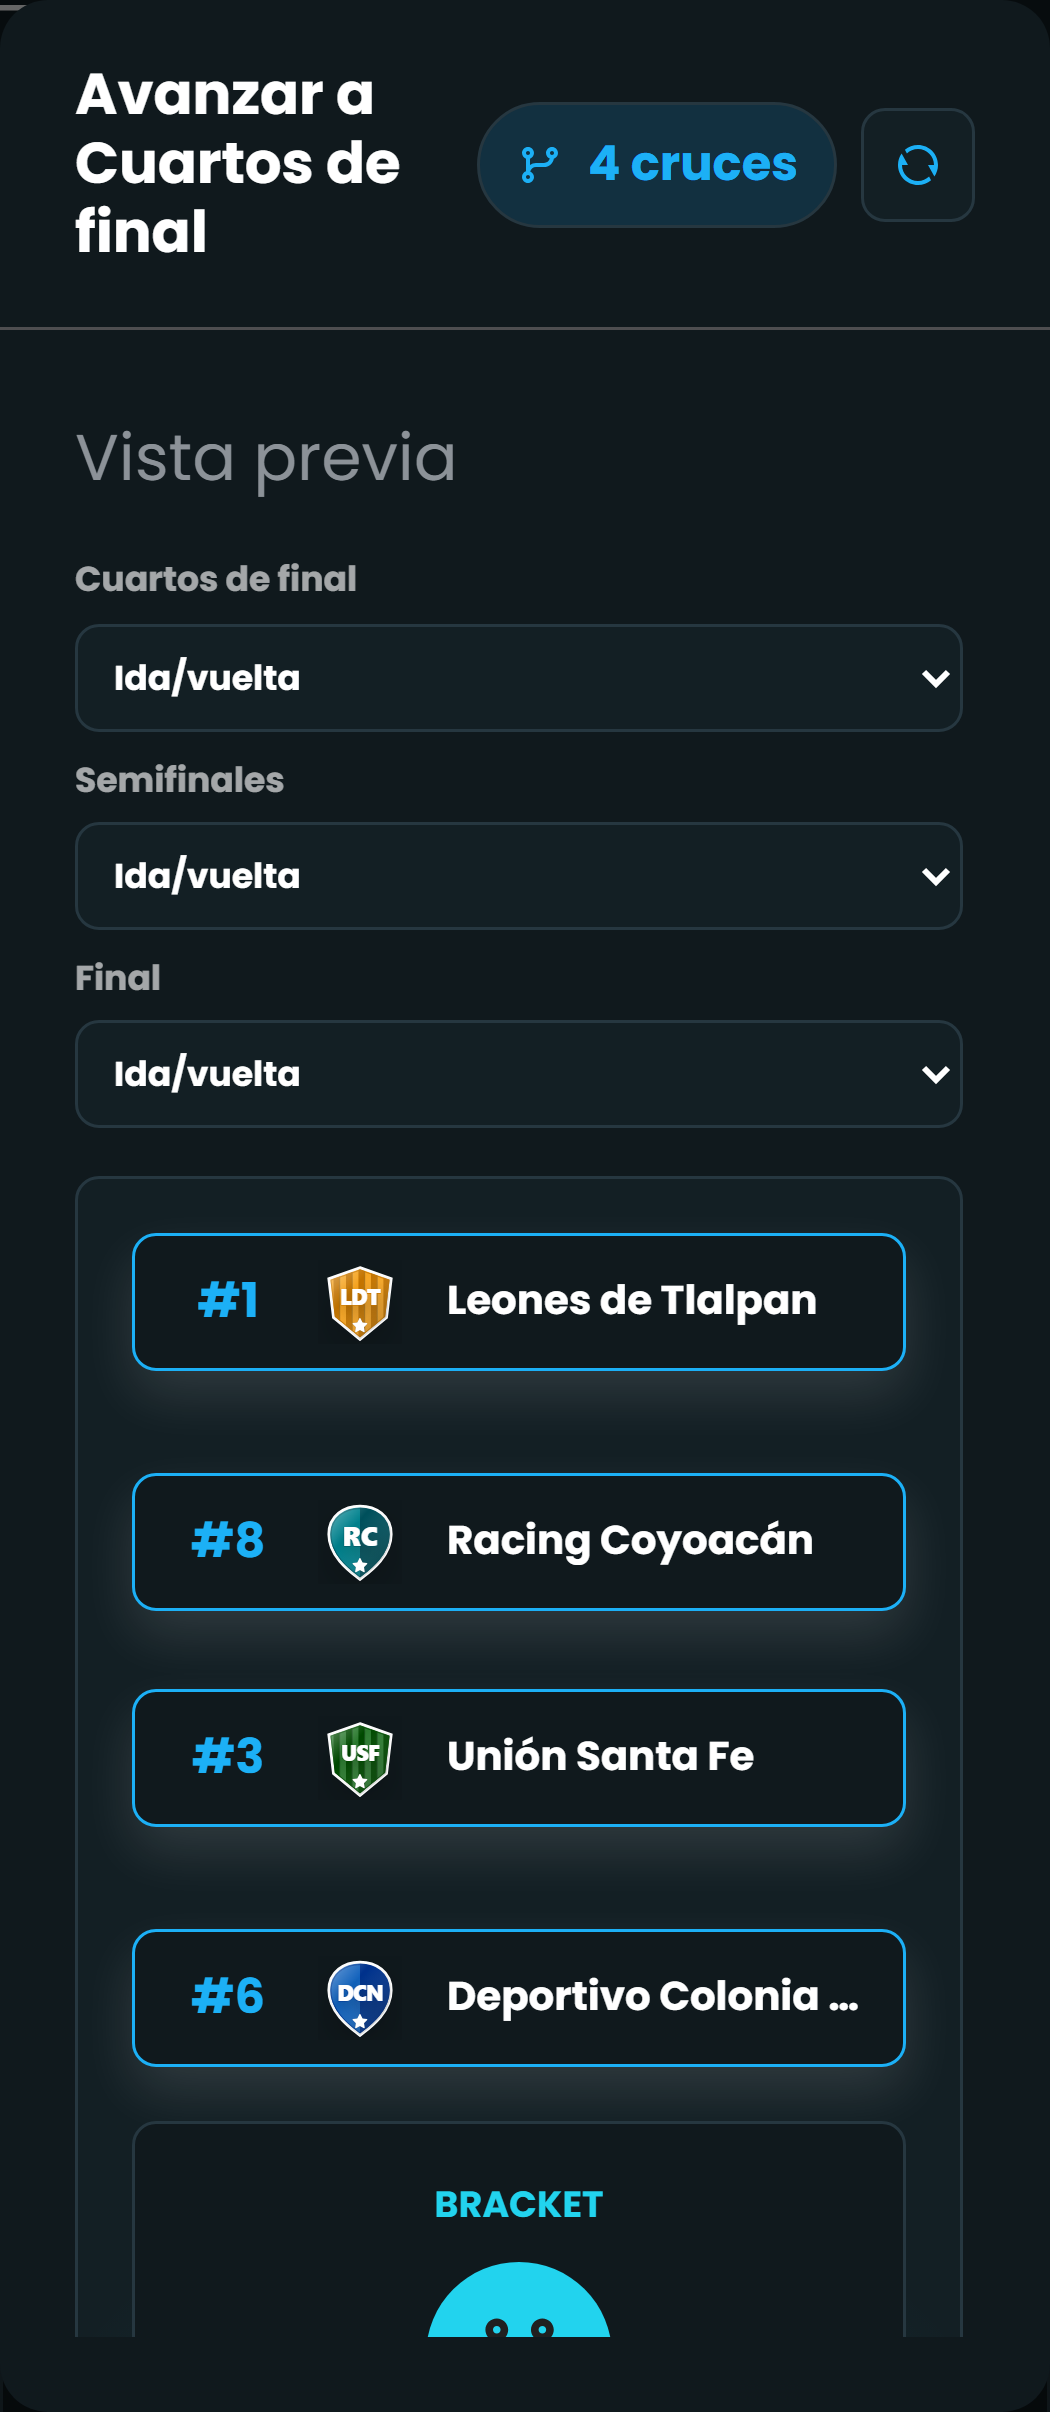 Avanzar a
Cuartos de
final
4 cruces
Vista previa
Cuartos de final
Ida/vuelta
Semifinales
Ida/vuelta
Final
Ida/vuelta
#1 LDT Leones de Tlalpan
#8 RC Racing Coyoacán
#3 USF Unión Santa Fe
#6 DCN Deportivo Colonia ...
BRACKET